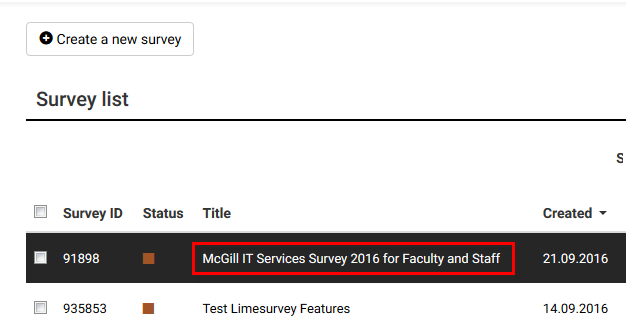 Create a new survey
Survey list
S
Survey ID Status Title Created
91898 McGill IT Services Survey 2016 for Faculty and Staff 21.09.2016
935853 Test Limesurvey Features 14.09.2016